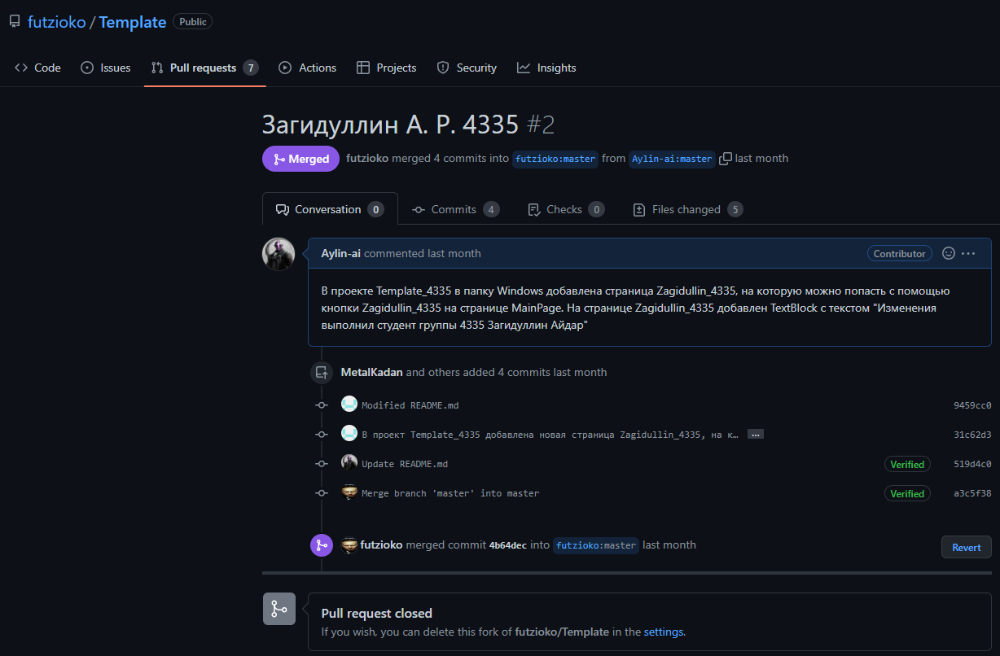 futzioko / Template Public
Code Issues Pull requests 7 Actions Projects Security Insights
Загидуллин А. Р. 4335 #2
Merged futzioko merged 4 commits into futzioko:master from Aylin-ai:master last month
Conversation 0 Commits 4 Checks 0 Files changed 5
Aylin-ai commented last month Contributor
В проекте Template_4335 в папку Windows добавлена страница Zagidullin_4335, на которую можно попасть с помощью
кнопки Zagidullin_4335 на странице MainPage. На странице Zagidullin_4335 добавлен TextBlock с текстом "Изменения
выполнил студент группы 4335 Загидуллин Айдар"
MetalKadan and others added 4 commits last month
Modified README.md 9459cc0
В проект Template_4335 добавлена новая страница Zagidullin_4335, на к… … 31c62d3
Update README.md Verified 519d4c0
Merge branch 'master' into master Verified a3c5f38
futzioko merged commit 4b64dec into futzioko:master last month Revert
Pull request closed
If you wish, you can delete this fork of futzioko/Template in the settings.